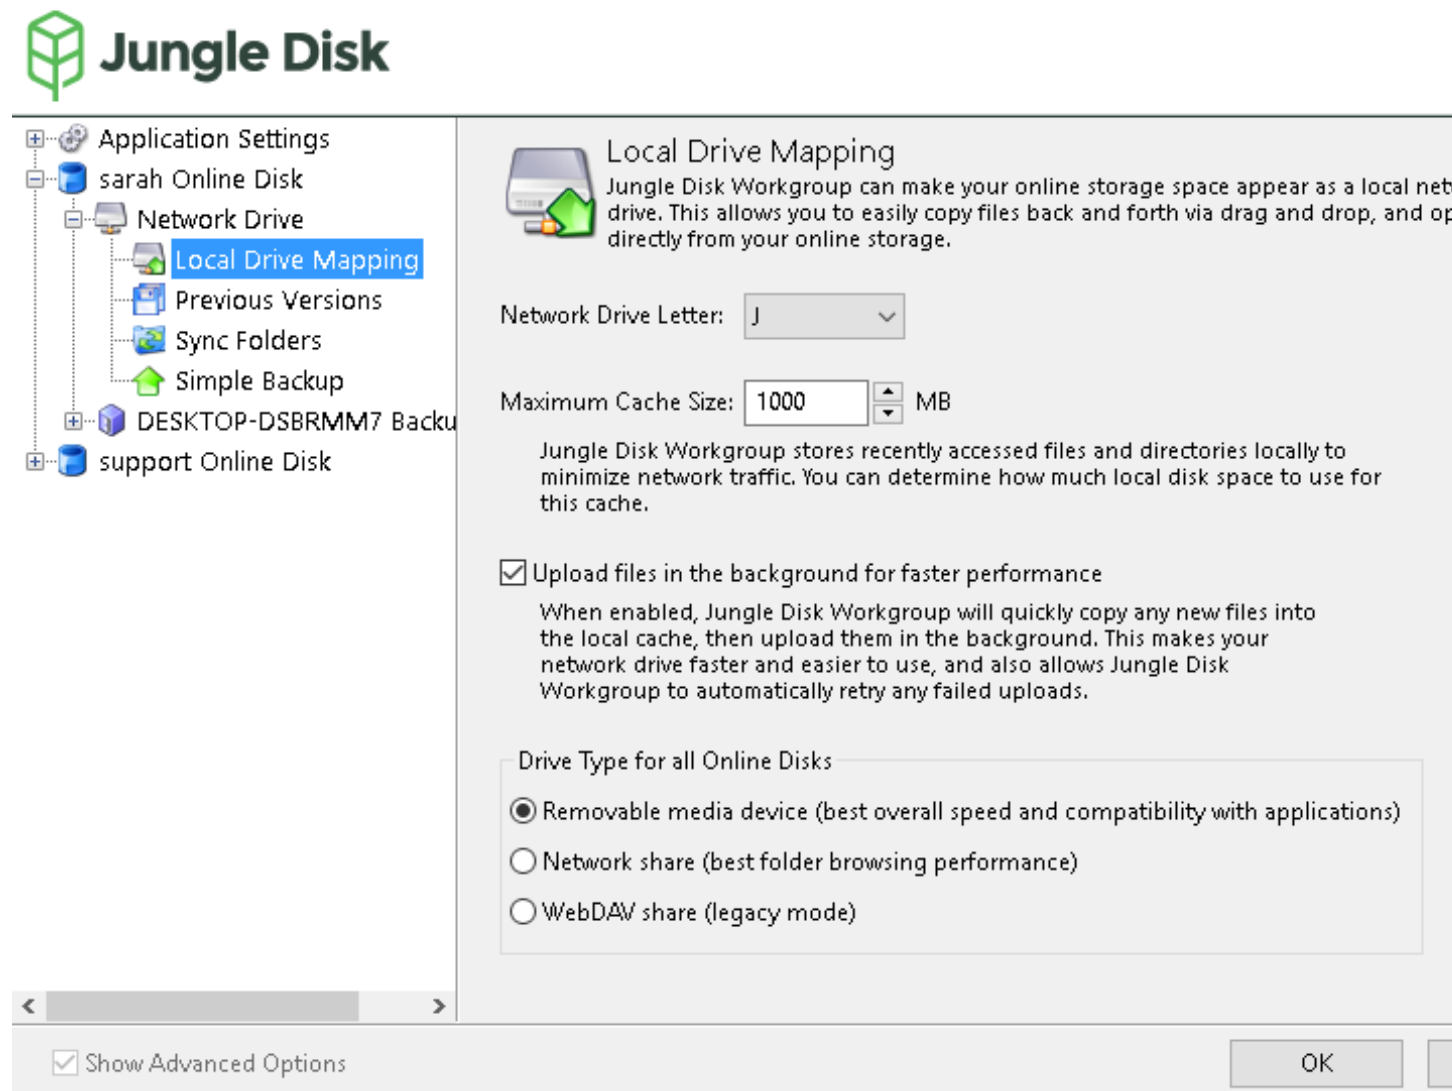 Jungle Disk
Application Settings
sarah Online Disk
Network Drive
Local Drive Mapping
Previous Versions
Sync Folders
Simple Backup
DESKTOP-DSBRMM7 Backu
support Online Disk
Local Drive Mapping
Jungle Disk Workgroup can make your online storage space appear as a local net
drive. This allows you to easily copy files back and forth via drag and drop, and op
directly from your online storage.
Network Drive Letter: J
Maximum Cache Size: 1000 MB
Jungle Disk Workgroup stores recently accessed files and directories locally to
minimize network traffic. You can determine how much local disk space to use for
this cache.
Upload files in the background for faster performance
When enabled, Jungle Disk Workgroup will quickly copy any new files into
the local cache, then upload them in the background. This makes your
network drive faster and easier to use, and also allows Jungle Disk
Workgroup to automatically retry any failed uploads.
Drive Type for all Online Disks
Removable media device (best overall speed and compatibility with applications)
Network share (best folder browsing performance)
WebDAV share (legacy mode)
Show Advanced Options
OK